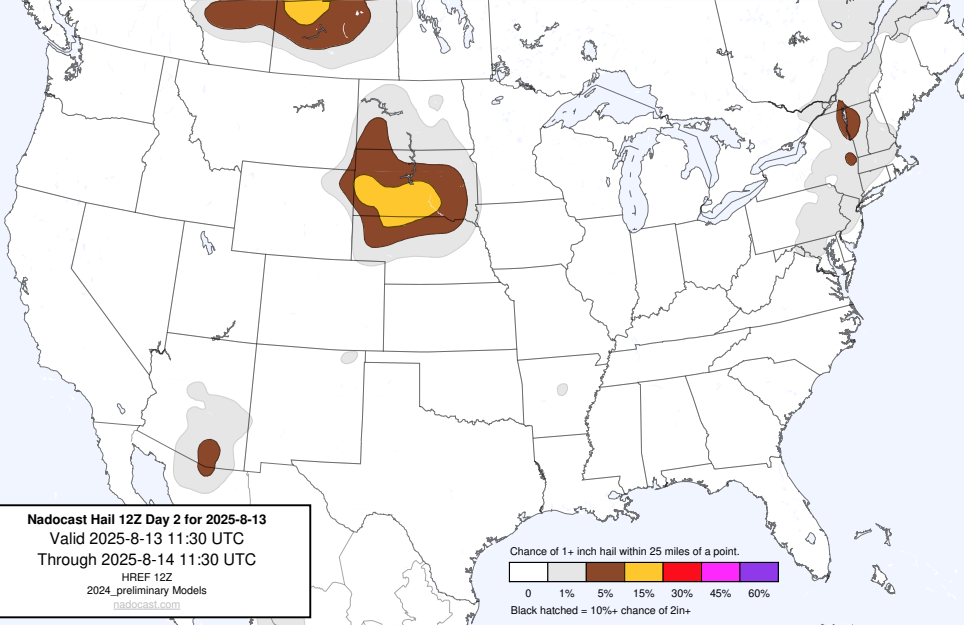 Nadocast Hail 12Z Day 2 for 2025-8-13
Valid 2025-8-13 11:30 UTC
Through 2025-8-14 11:30 UTC
HREF 12Z
2024_preliminary Models
nadocast.com
Chance of 1+ inch hail within 25 miles of a point.
0 1% 5% 15% 30% 45% 60%
Black hatched = 10%+ chance of 2in+